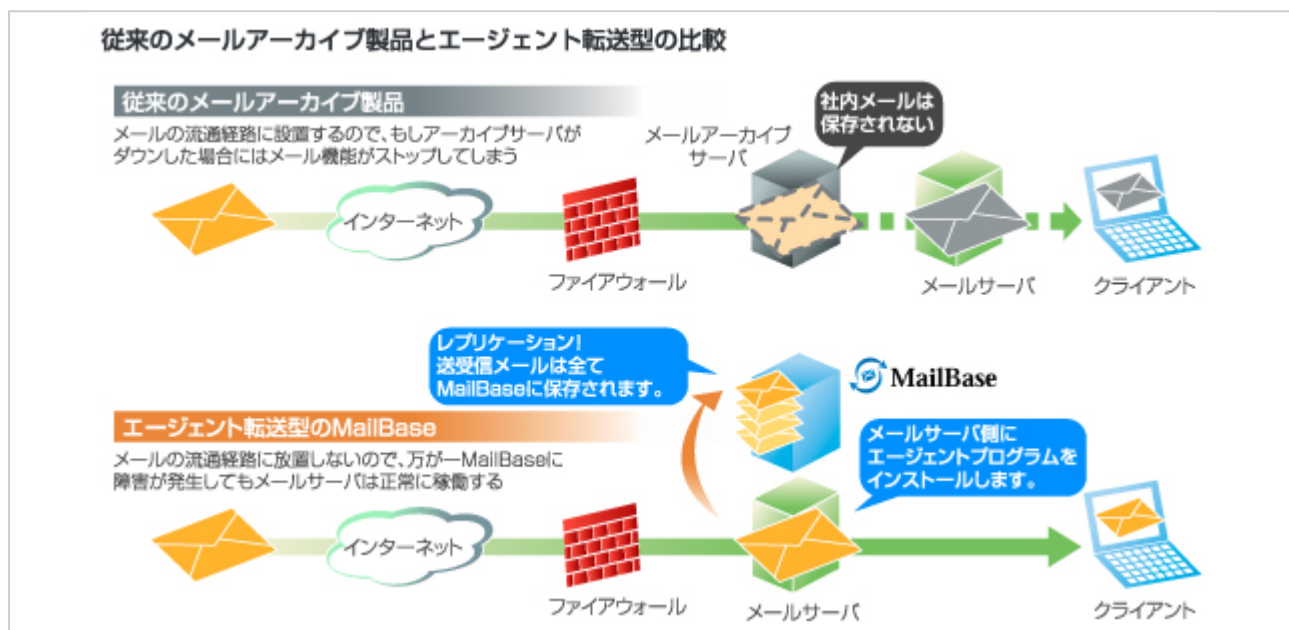 従来のメールアーカイブ製品とエージェント転送型の比較
従来のメールアーカイブ製品
メールの流通経路に設置するので、もしアーカイブサーバが
ダウンした場合にはメール機能がストップしてしまう
社内メールは
保存されない
メールアーカイブ
サーバ
インターネット
ファイアウォール
メールサーバ
クライアント
レプリケーション!
送受信メールは全て
MailBaseに保存されます。
MailBase
エージェント転送型のMailBase
メールの流通経路に放置しないので、万が一MailBaseに
障害が発生してもメールサーバは正常に稼働する
メールサーバ側に
エージェントプログラムを
インストールします。
インターネット
ファイアウォール
メールサーバ
クライアント